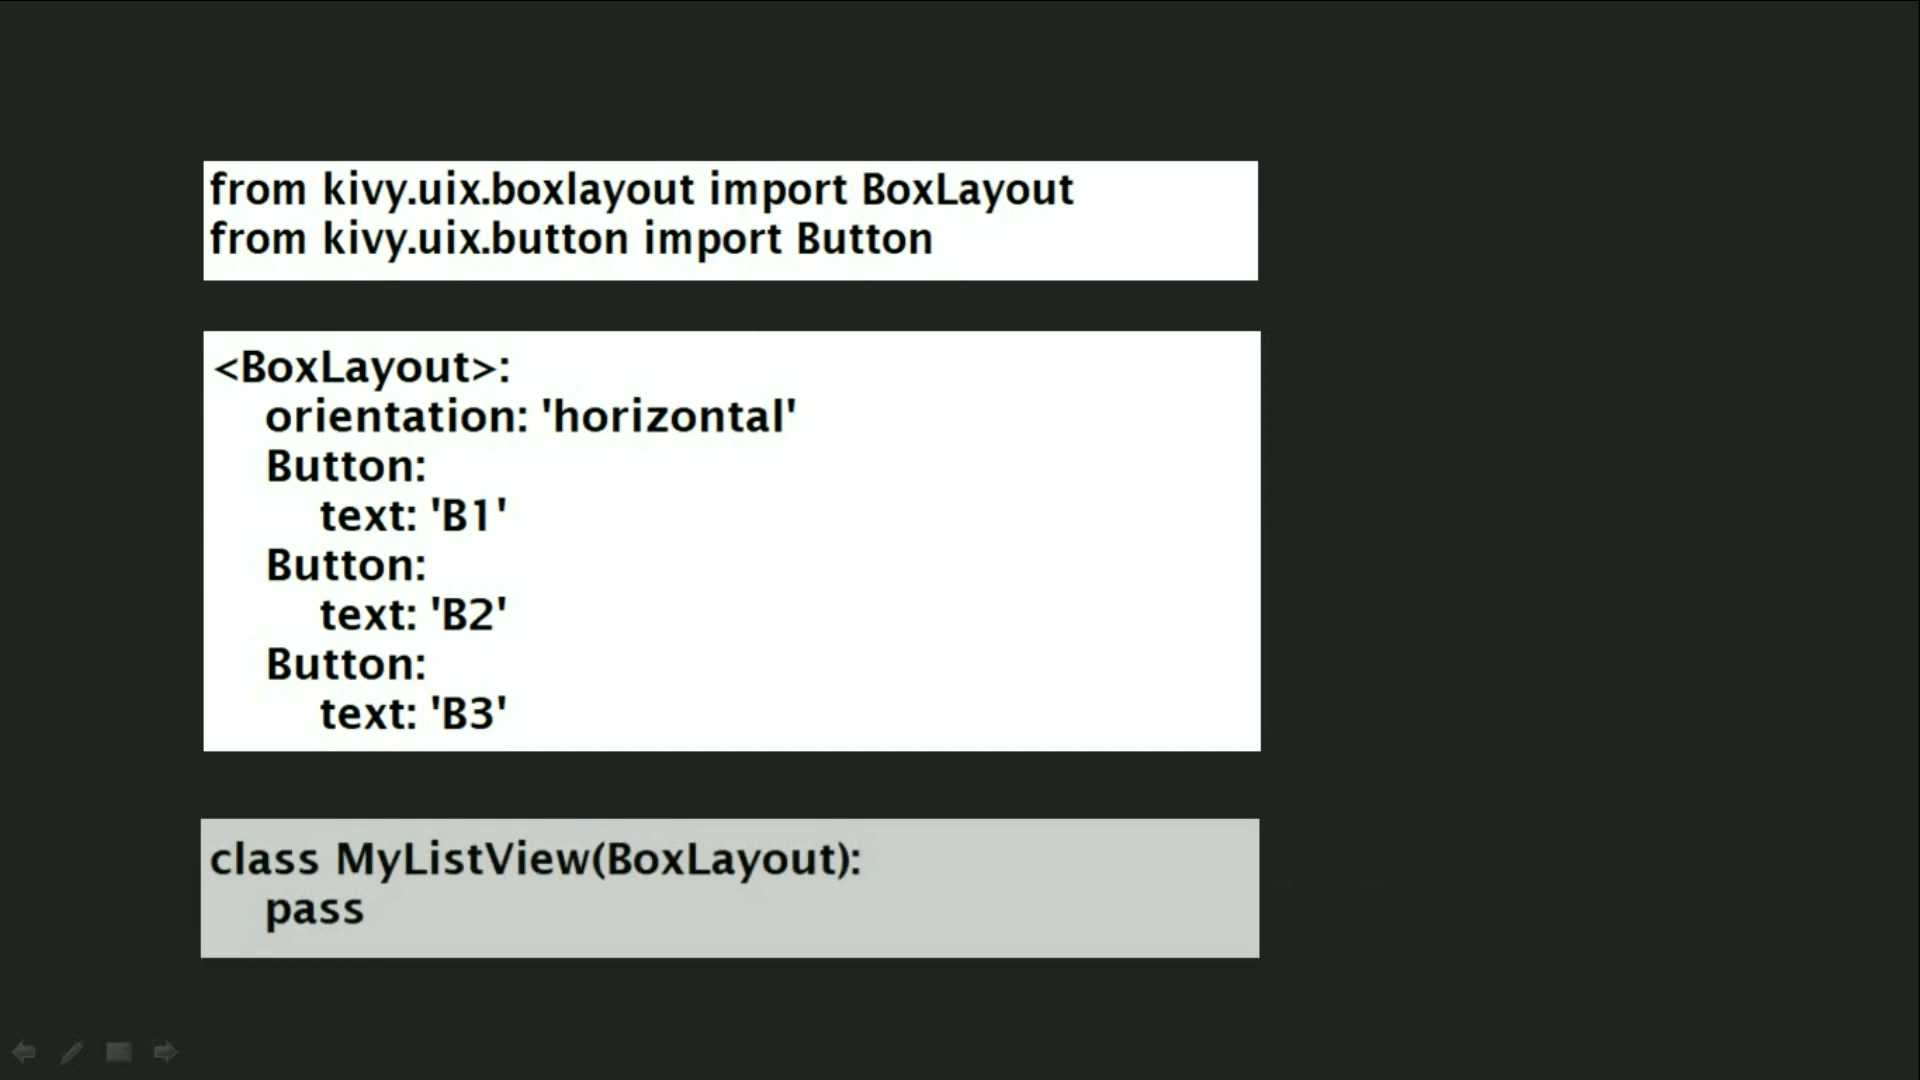 from kivy.uix.boxlayout import BoxLayout
from kivy.uix.button import Button
<BoxLayout>:
orientation: 'horizontal'
Button:
text: 'B1'
Button:
text: 'B2'
Button:
text: 'B3'
class MyListView(BoxLayout):
pass